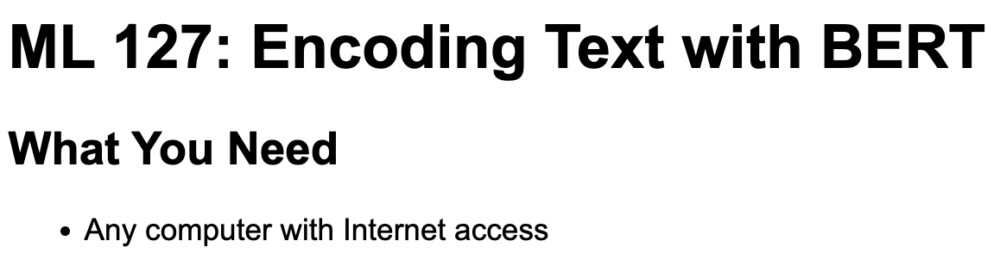 ML 127: Encoding Text with BERT
What You Need
• Any computer with Internet access